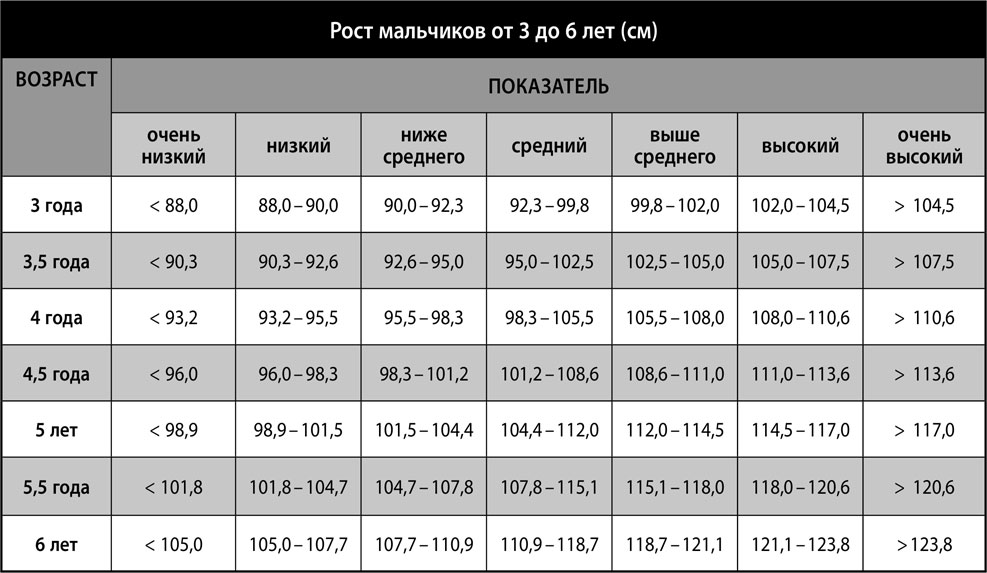 Рост мальчиков от 3 до 6 лет (см)
ВОЗРАСТ ПОКАЗАТЕЛЬ
очень низкий низкий ниже среднего средний выше среднего высокий очень высокий
3 года < 88,0 88,0–90,0 90,0–92,3 92,3–99,8 99,8–102,0 102,0–104,5 > 104,5
3,5 года < 90,3 90,3–92,6 92,6–95,0 95,0–102,5 102,5–105,0 105,0–107,5 > 107,5
4 года < 93,2 93,2–95,5 95,5–98,3 98,3–105,5 105,5–108,0 108,0–110,6 > 110,6
4,5 года < 96,0 96,0–98,3 98,3–101,2 101,2–108,6 108,6–111,0 111,0–113,6 > 113,6
5 лет < 98,9 98,9–101,5 101,5–104,4 104,4–112,0 112,0–114,5 114,5–117,0 > 117,0
5,5 года < 101,8 101,8–104,7 104,7–107,8 107,8–115,1 115,1–118,0 118,0–120,6 > 120,6
6 лет < 105,0 105,0–107,7 107,7–110,9 110,9–118,7 118,7–121,1 121,1–123,8 >123,8